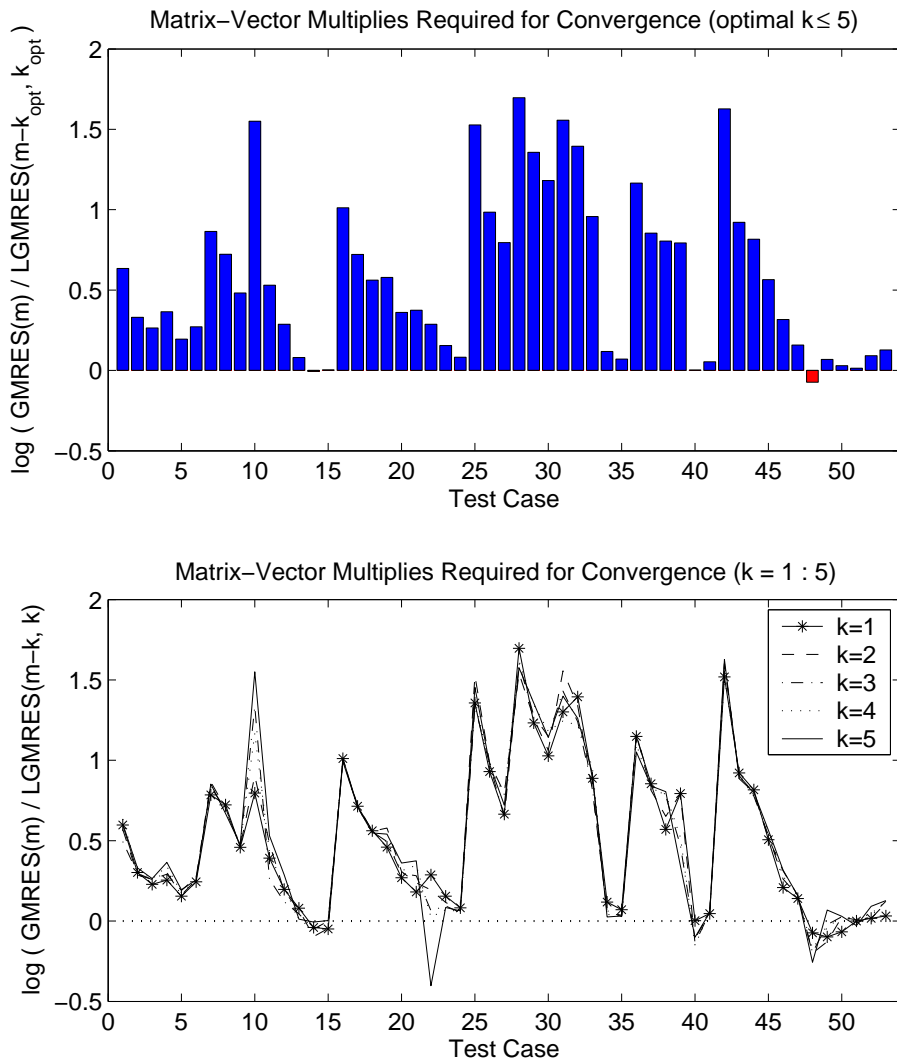 Matrix−Vector Multiplies Required for Convergence (optimal k≤ 5)
log ( GMRES(m) / LGMRES(m−k_opt, k_opt) )
2
1.5
1
0.5
0
−0.5
0 5 10 15 20 25 30 35 40 45 50
Test Case
Matrix−Vector Multiplies Required for Convergence (k = 1 : 5)
log ( GMRES(m) / LGMRES(m−k, k)
2
1.5
1
0.5
0
−0.5
k=1
k=2
k=3
k=4
k=5
0 5 10 15 20 25 30 35 40 45 50
Test Case